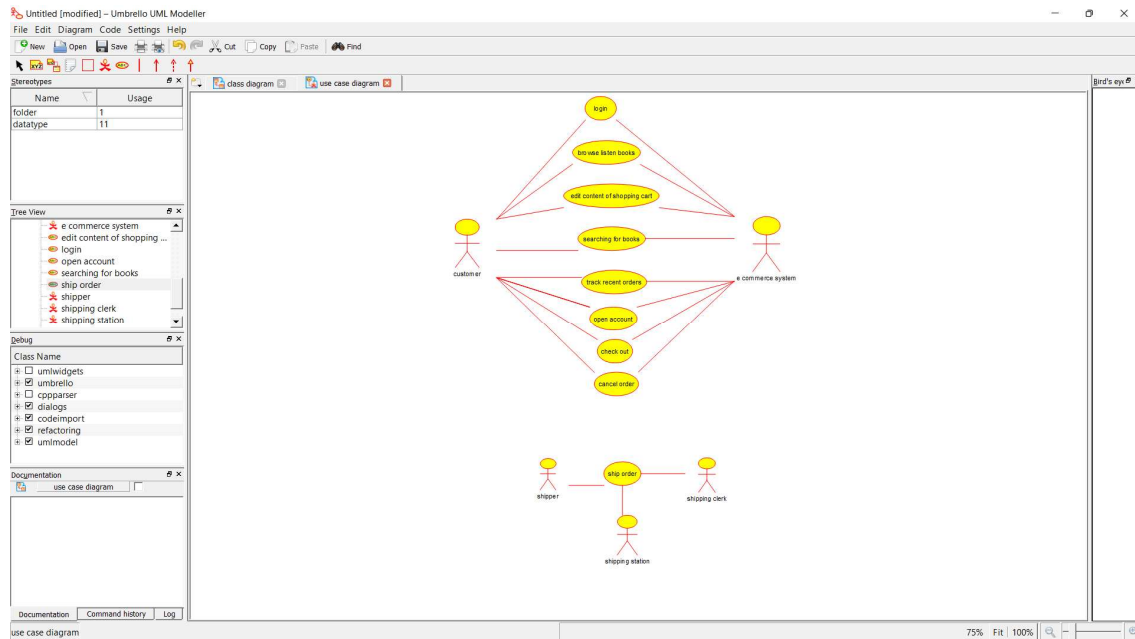 Untitled [modified] – Umbrello UML Modeller
File Edit Diagram Code Settings Help
New Open Save Cut Copy Paste Find
XYZ
Stereotypes
Name Usage
folder 1
datatype 11
Tree View
e commerce system
edit content of shopping ...
login
open account
searching for books
ship order
shipper
shipping clerk
shipping station
Debug
Class Name
umlwidgets
umbrello
cppparser
dialogs
codeimport
refactoring
umlmodel
Documentation
use case diagram
Documentation Command history Log
use case diagram
class diagram use case diagram
login
browse listen books
edit content of shopping cart
searching for books
customer
e commerce system
track recent orders
open account
check out
cancel order
ship order
shipper
shipping clerk
shipping station
Bird's eye
75% Fit 100%